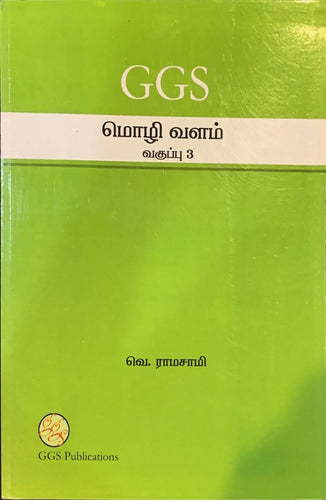 GGS
மொழி வளம்
வகுப்பு 3
வெ. ராமசாமி
GGS Publications